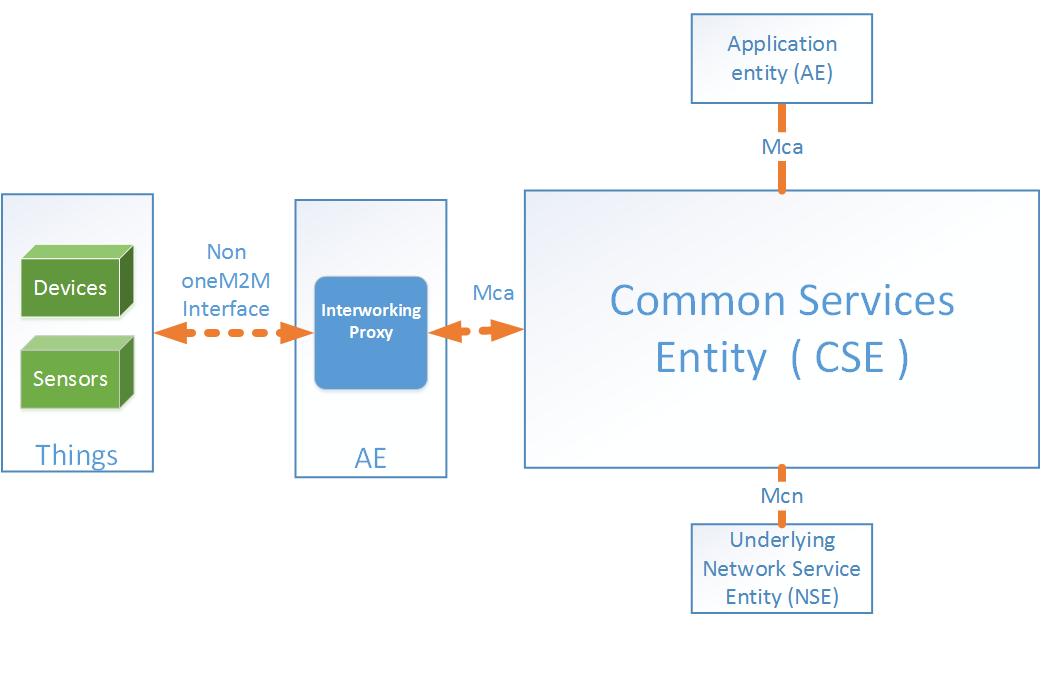 Application
entity (AE)
Mca
Non
oneM2M
Interface
Devices
Sensors
Things
Interworking
Proxy
AE
Mca
Common Services
Entity ( CSE )
Mcn
Underlying
Network Service
Entity (NSE)